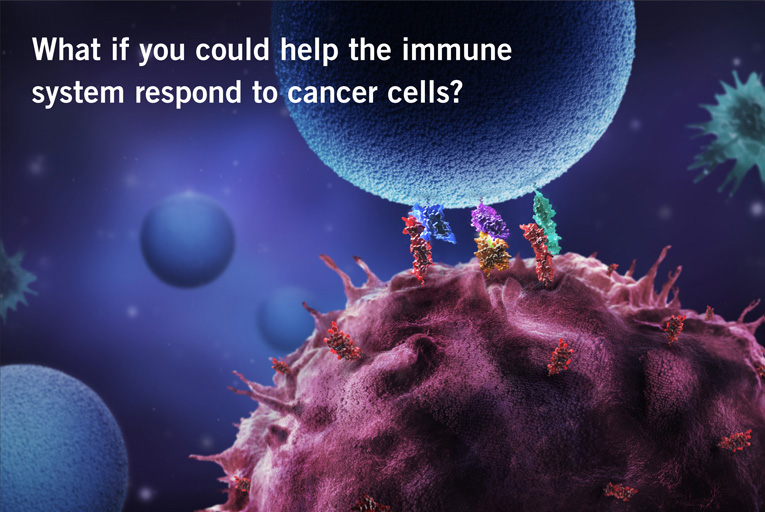 What if you could help the immune
system respond to cancer cells?